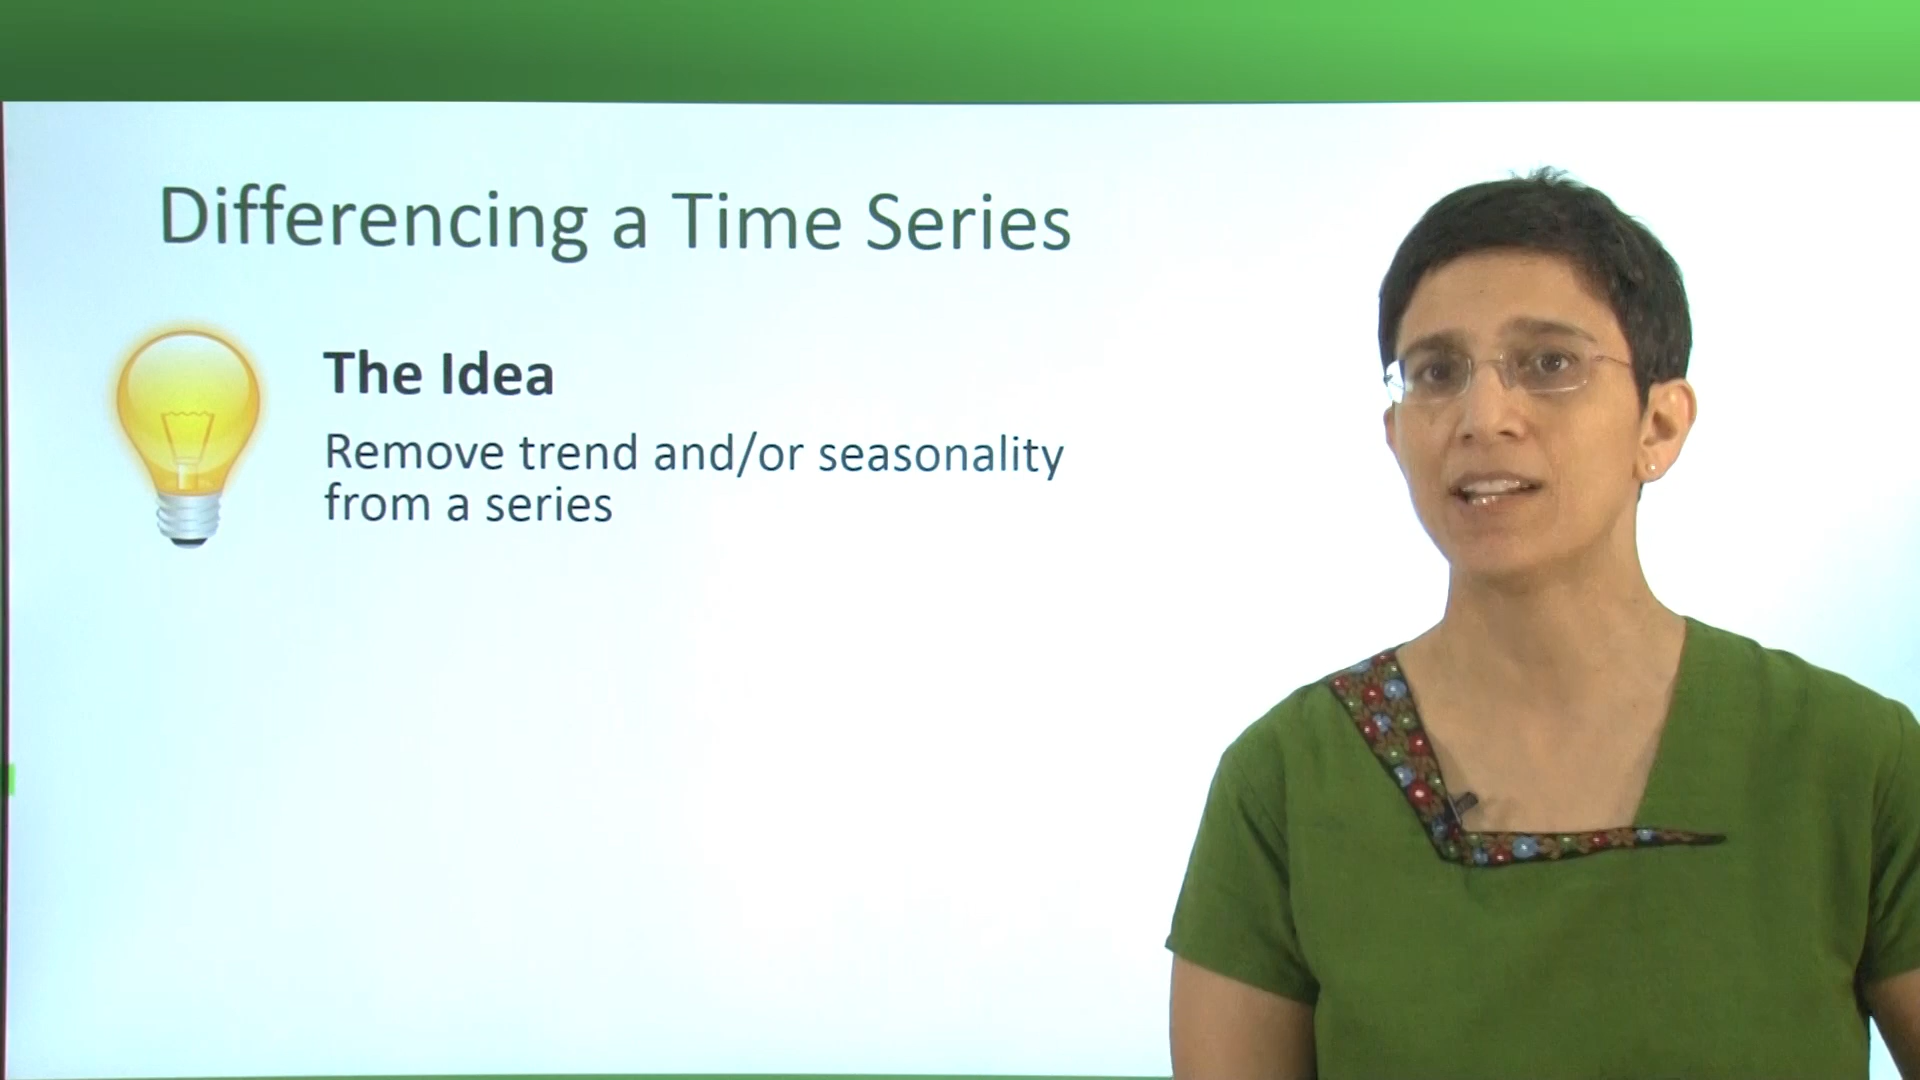 Differencing a Time Series
The Idea
Remove trend and/or seasonality
from a series